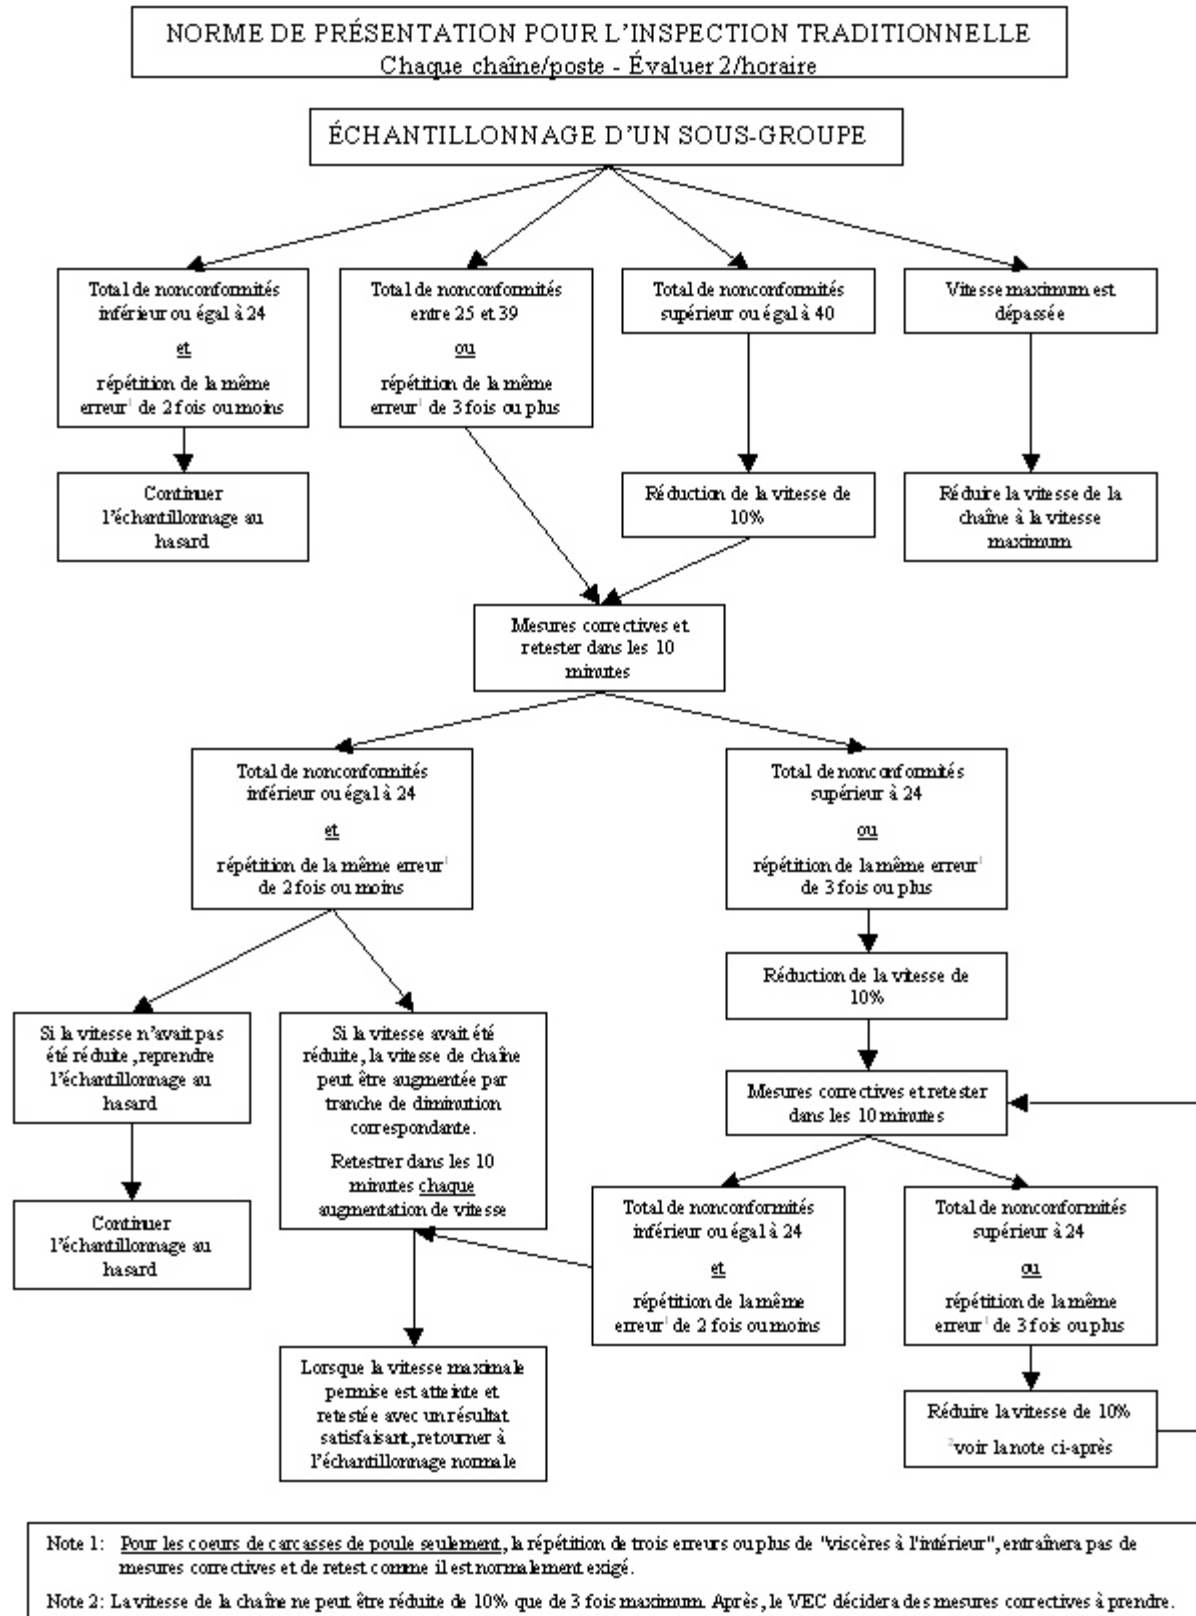 NORME DE PRÉSENTATION POUR L'INSPECTION TRADITIONNELLE
Chaque chaîne/poste - Évaluer 2/horaire
ÉCHANTILLONNAGE D'UN SOUS-GROUPE
Total de nonconformités
inférieur ou égal à 24
et
répétition de la même
erreur¹ de 2 fois ou moins
Total de nonconformités
entre 25 et 39
ou
répétition de la même
erreur¹ de 3 fois ou plus
Total de nonconformités
supérieur ou égal à 40
Vitesse maximum est
dépassée
Continuer
l'échantillonnage au
hasard
Réduction de la vitesse de
10%
Réduire la vitesse de la
chaîne à la vitesse
maximum
Mesures correctives et
retester dans les 10
minutes
Total de nonconformités
inférieur ou égal à 24
et
répétition de la même erreur¹
de 2 fois ou moins
Total de nonconformités
supérieur à 24
ou
répétition de la même erreur¹
de 3 fois ou plus
Réduction de la vitesse de
10%
Si la vitesse n'avait pas
été réduite, reprendre
l'échantillonnage au
hasard
Si la vitesse avait été
réduite, la vitesse de chaîne
peut être augmentée par
tranche de diminution
correspondante.
Retestrer dans les 10
minutes chaque
augmentation de vitesse
Mesures correctives et retester
dans les 10 minutes
Continuer
l'échantillonnage au
hasard
Total de nonconformités
inférieur ou égal à 24
et
répétition de la même
erreur¹ de 2 fois ou moins
Total de nonconformités
supérieur à 24
ou
répétition de la même
erreur¹ de 3 fois ou plus
Lorsque la vitesse maximale
permise est atteinte et
retestée avec un résultat
satisfaisant, retourner à
l'échantillonnage normale
Réduire la vitesse de 10%
²voir la note ci-après
Note 1: Pour les coeurs de carcasses de poule seulement, la répétition de trois erreurs ou plus de "viscères à l'intérieur", entraînera pas de
mesures correctives et de retest comme il est normalement exigé.
Note 2: La vitesse de la chaîne ne peut être réduite de 10% que de 3 fois maximum. Après, le VEC décidera des mesures correctives à prendre.